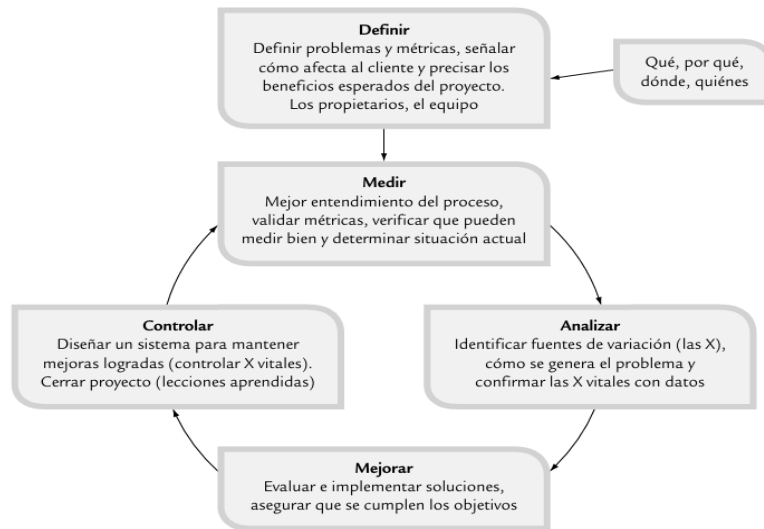 Definir
Definir problemas y métricas, señalar
cómo afecta al cliente y precisar los
beneficios esperados del proyecto.
Los propietarios, el equipo
Qué, por qué,
dónde, quiénes
Medir
Mejor entendimiento del proceso,
validar métricas, verificar que pueden
medir bien y determinar situación actual
Controlar
Diseñar un sistema para mantener
mejoras logradas (controlar X vitales).
Cerrar proyecto (lecciones aprendidas)
Analizar
Identificar fuentes de variación (las X),
cómo se genera el problema y
confirmar las X vitales con datos
Mejorar
Evaluar e implementar soluciones,
asegurar que se cumplen los objetivos